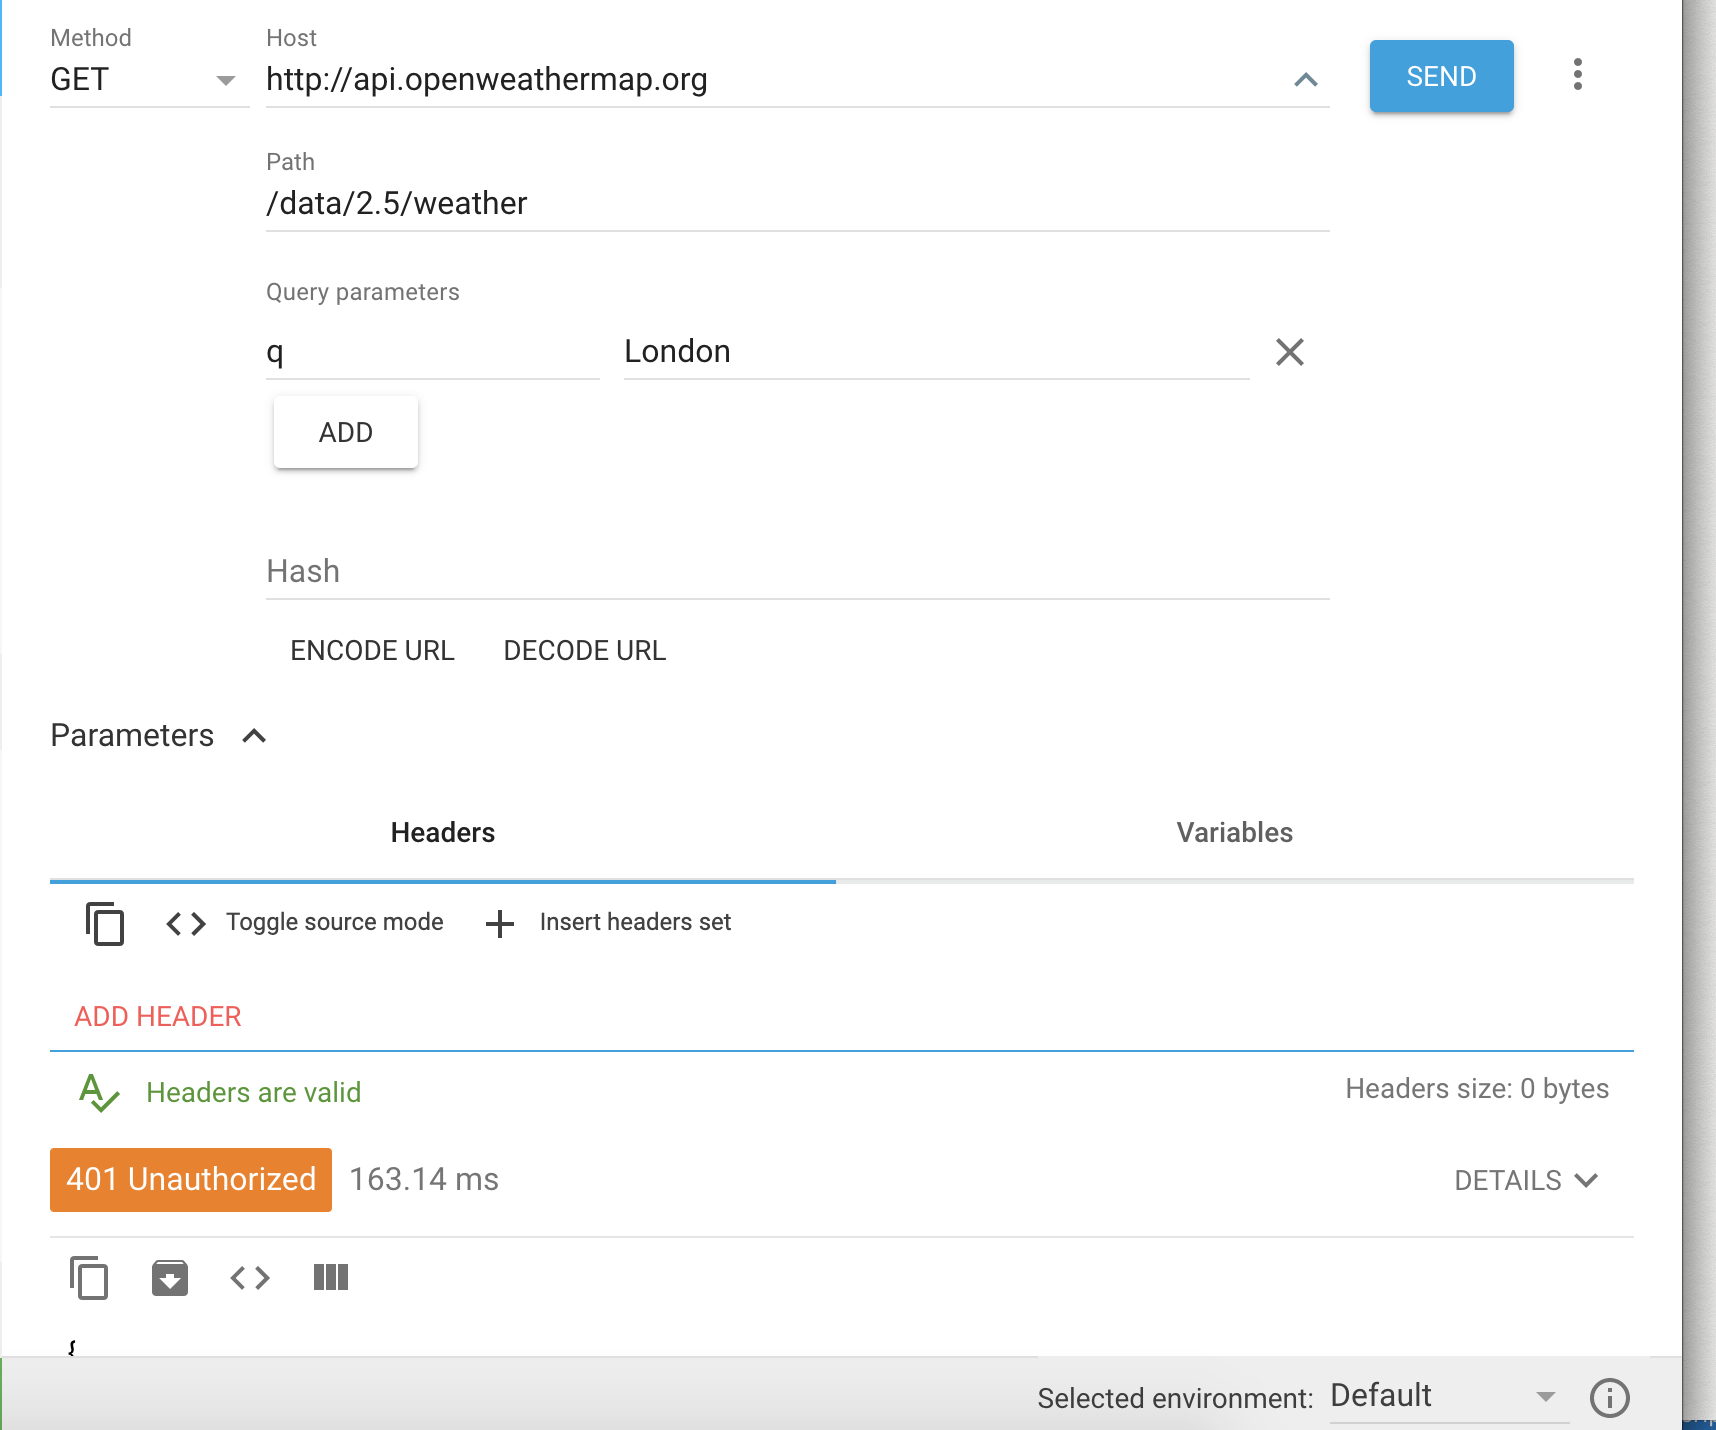 Method
Host
GET
http://api.openweathermap.org
SEND
Path
/data/2.5/weather
Query parameters
q
London
ADD
Hash
ENCODE URL
DECODE URL
Parameters
Headers
Variables
Toggle source mode
Insert headers set
ADD HEADER
Headers are valid
Headers size: 0 bytes
401 Unauthorized
163.14 ms
DETAILS
{
Selected environment:
Default